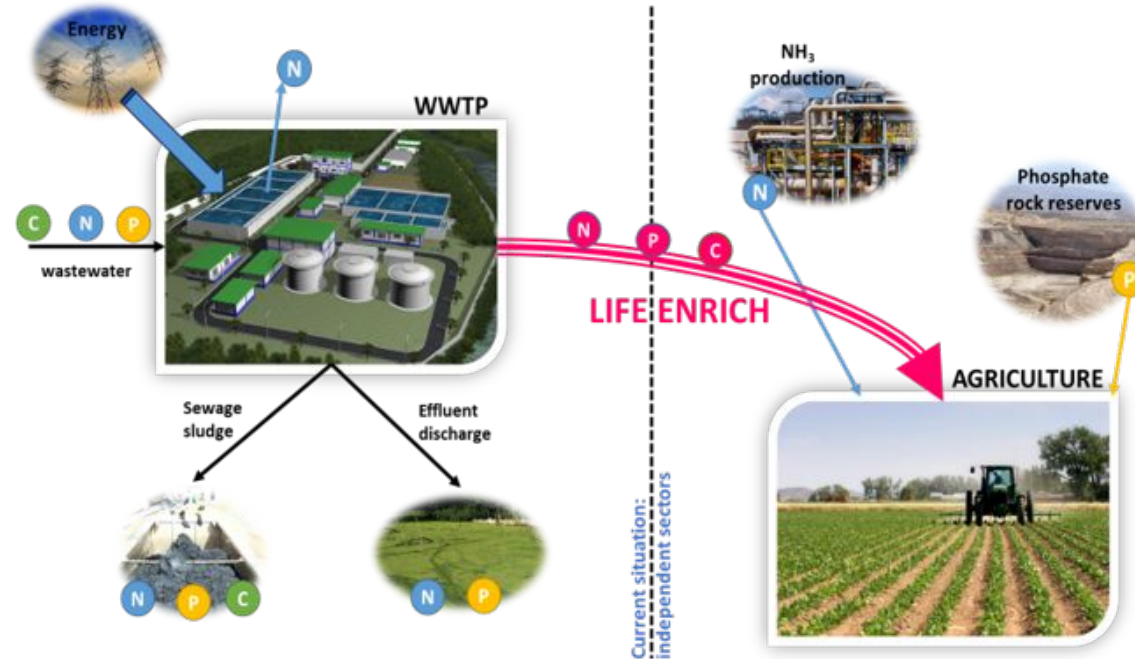 Energy
N
WWTP
NH₃
production
N
Phosphate
rock reserves
P
C N P
wastewater
N P C
LIFE ENRICH
AGRICULTURE
Sewage
sludge
Effluent
discharge
N P C
N P
Current situation:
independent sectors